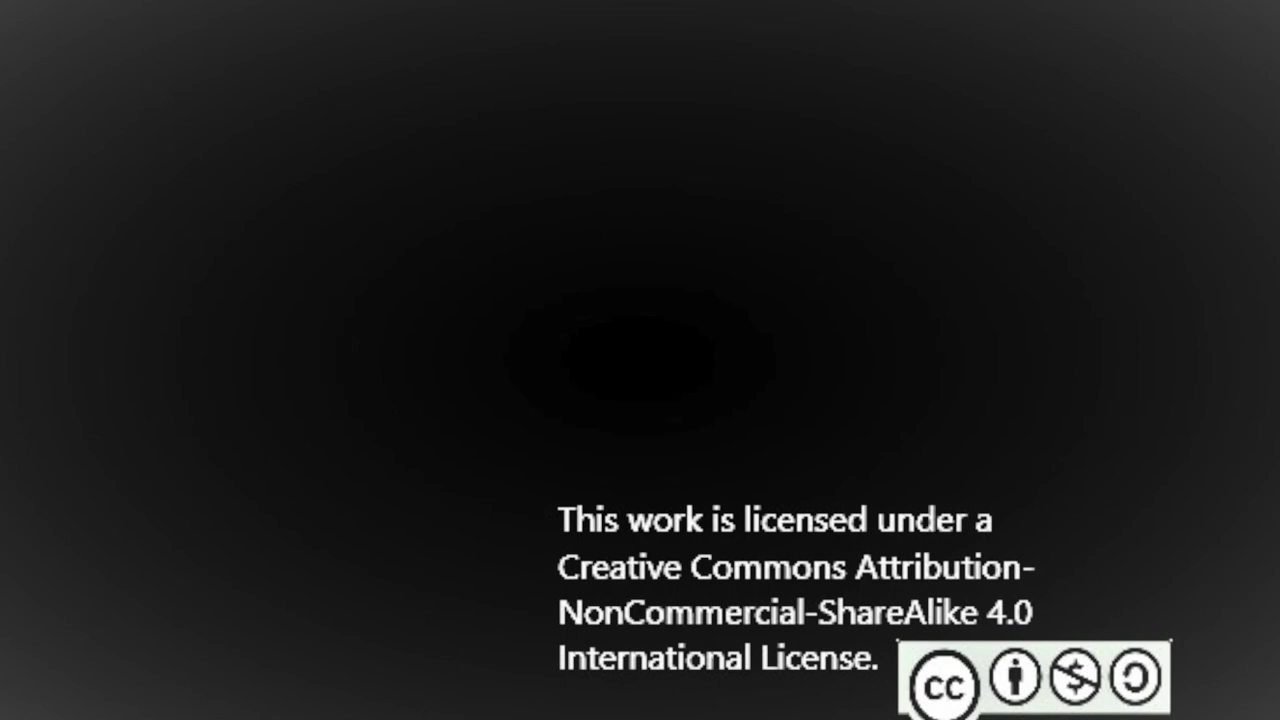 This work is licensed under a
Creative Commons Attribution-
NonCommercial-ShareAlike 4.0
International License.
cc